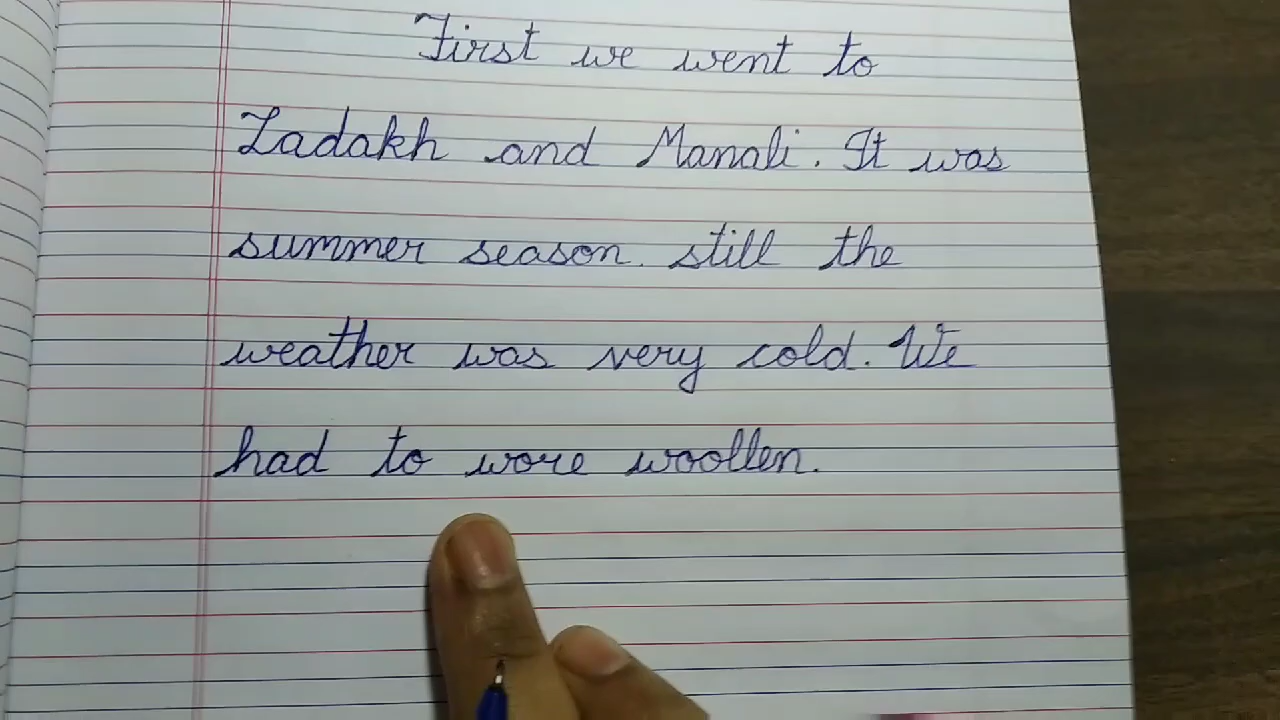 First we went to
Ladakh and Manali. It was
summer season. still the
weather was very cold. We
had to wore woollen.